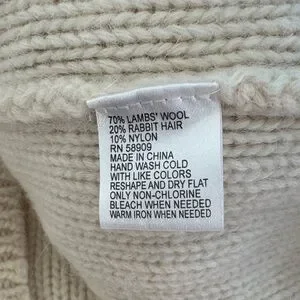 70% LAMBS' WOOL
20% RABBIT HAIR
10% NYLON
RN 58909
MADE IN CHINA
HAND WASH COLD
WITH LIKE COLORS
RESHAPE AND DRY FLAT
ONLY NON-CHLORINE
BLEACH WHEN NEEDED
WARM IRON WHEN NEEDED